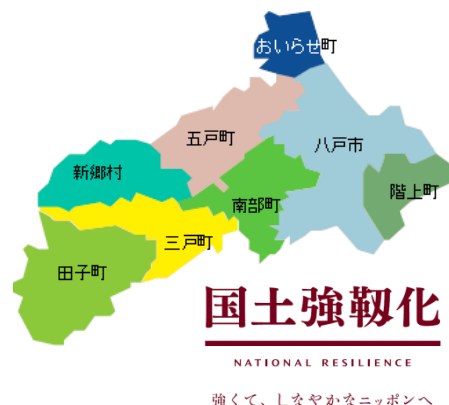 おいらせ町
五戸町
八戸市
新郷村
階上町
南部町
三戸町
田子町
国土強靱化
NATIONAL RESILIENCE
強くて、しなやかなニッポンへ